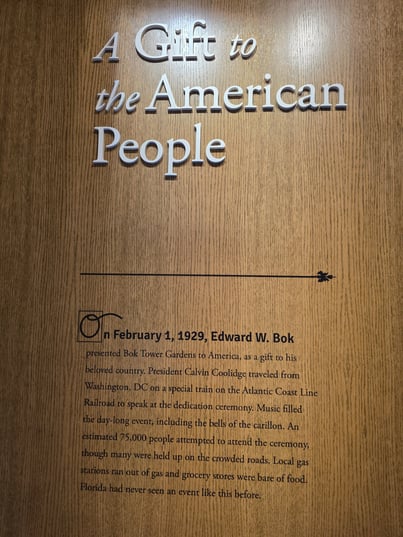 A Gift to
the American
People
On February 1, 1929, Edward W. Bok
presented Bok Tower Gardens to America, as a gift to his
beloved country. President Calvin Coolidge traveled from
Washington, DC on a special train on the Atlantic Coast Line
Railroad to speak at the dedication ceremony. Music filled
the day-long event, including the bells of the carillon. An
estimated 75,000 people attempted to attend the ceremony,
though many were held up on the crowded roads. Local gas
stations ran out of gas and grocery stores were bare of food.
Florida had never seen an event like this before.